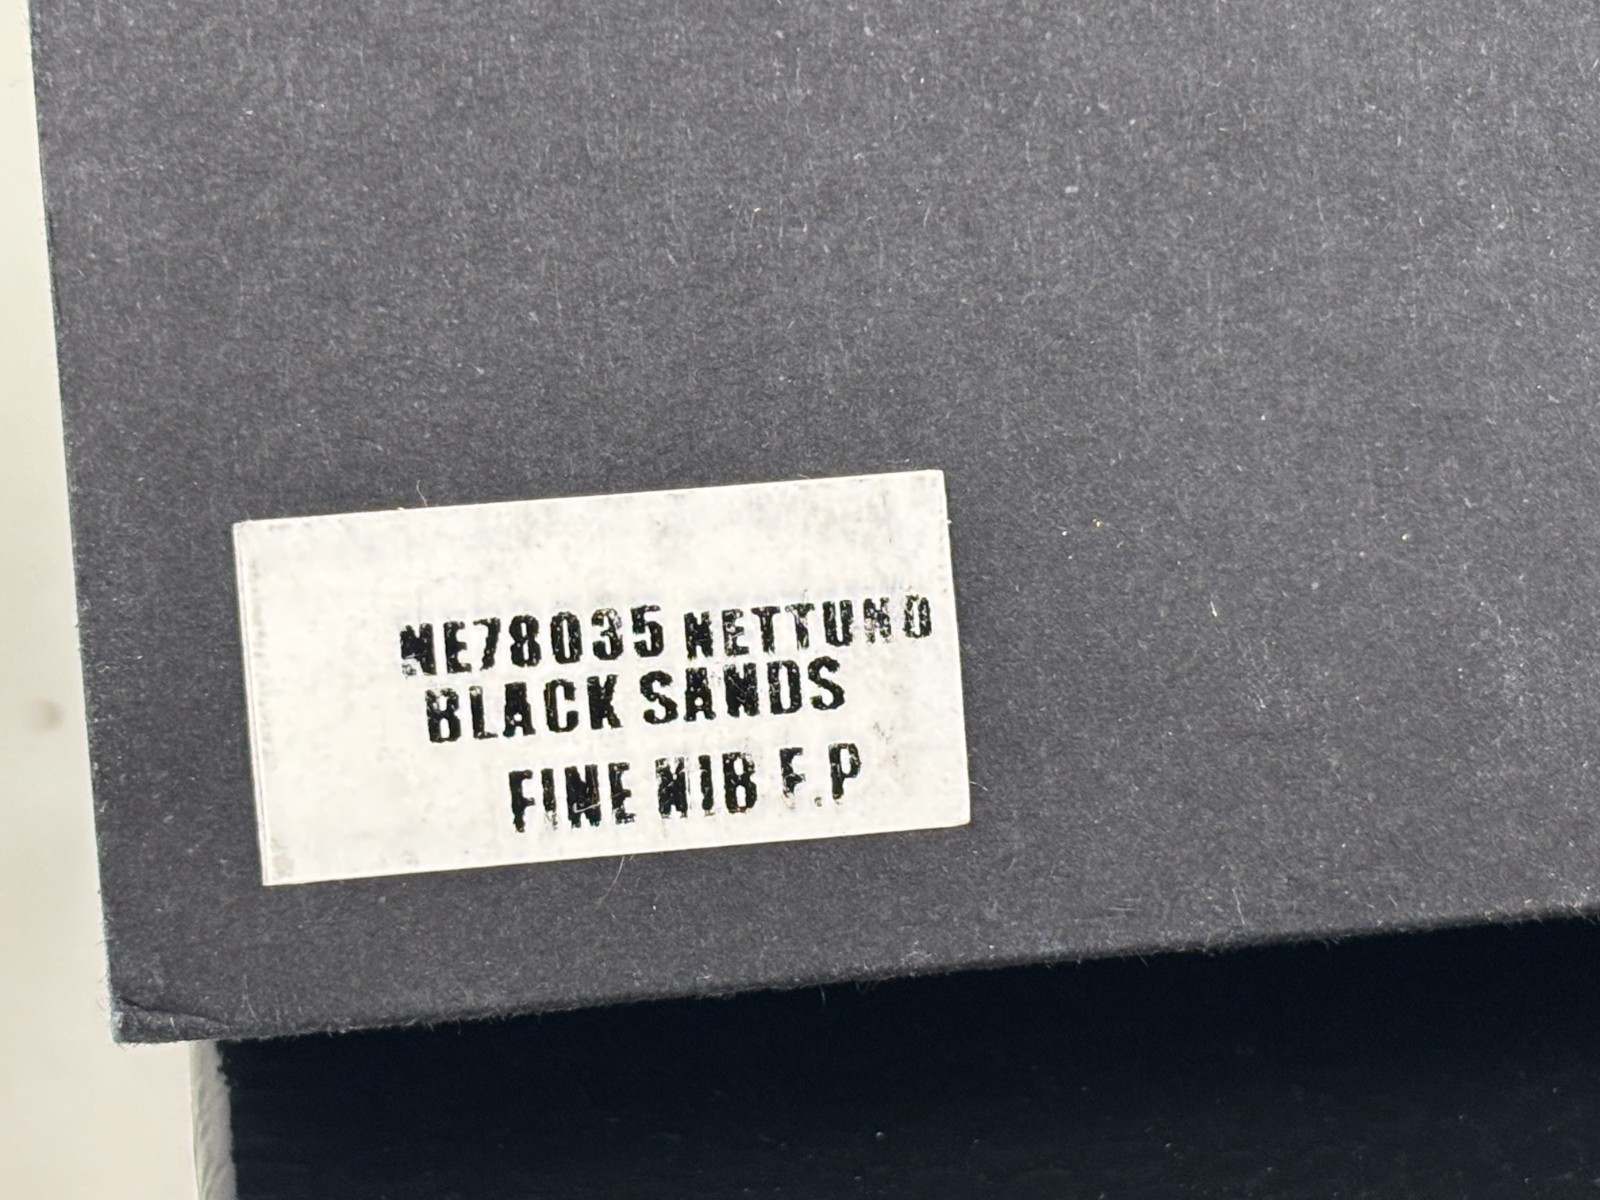 NE78035 NETTUNO
BLACK SANDS
FINE NIB F.P